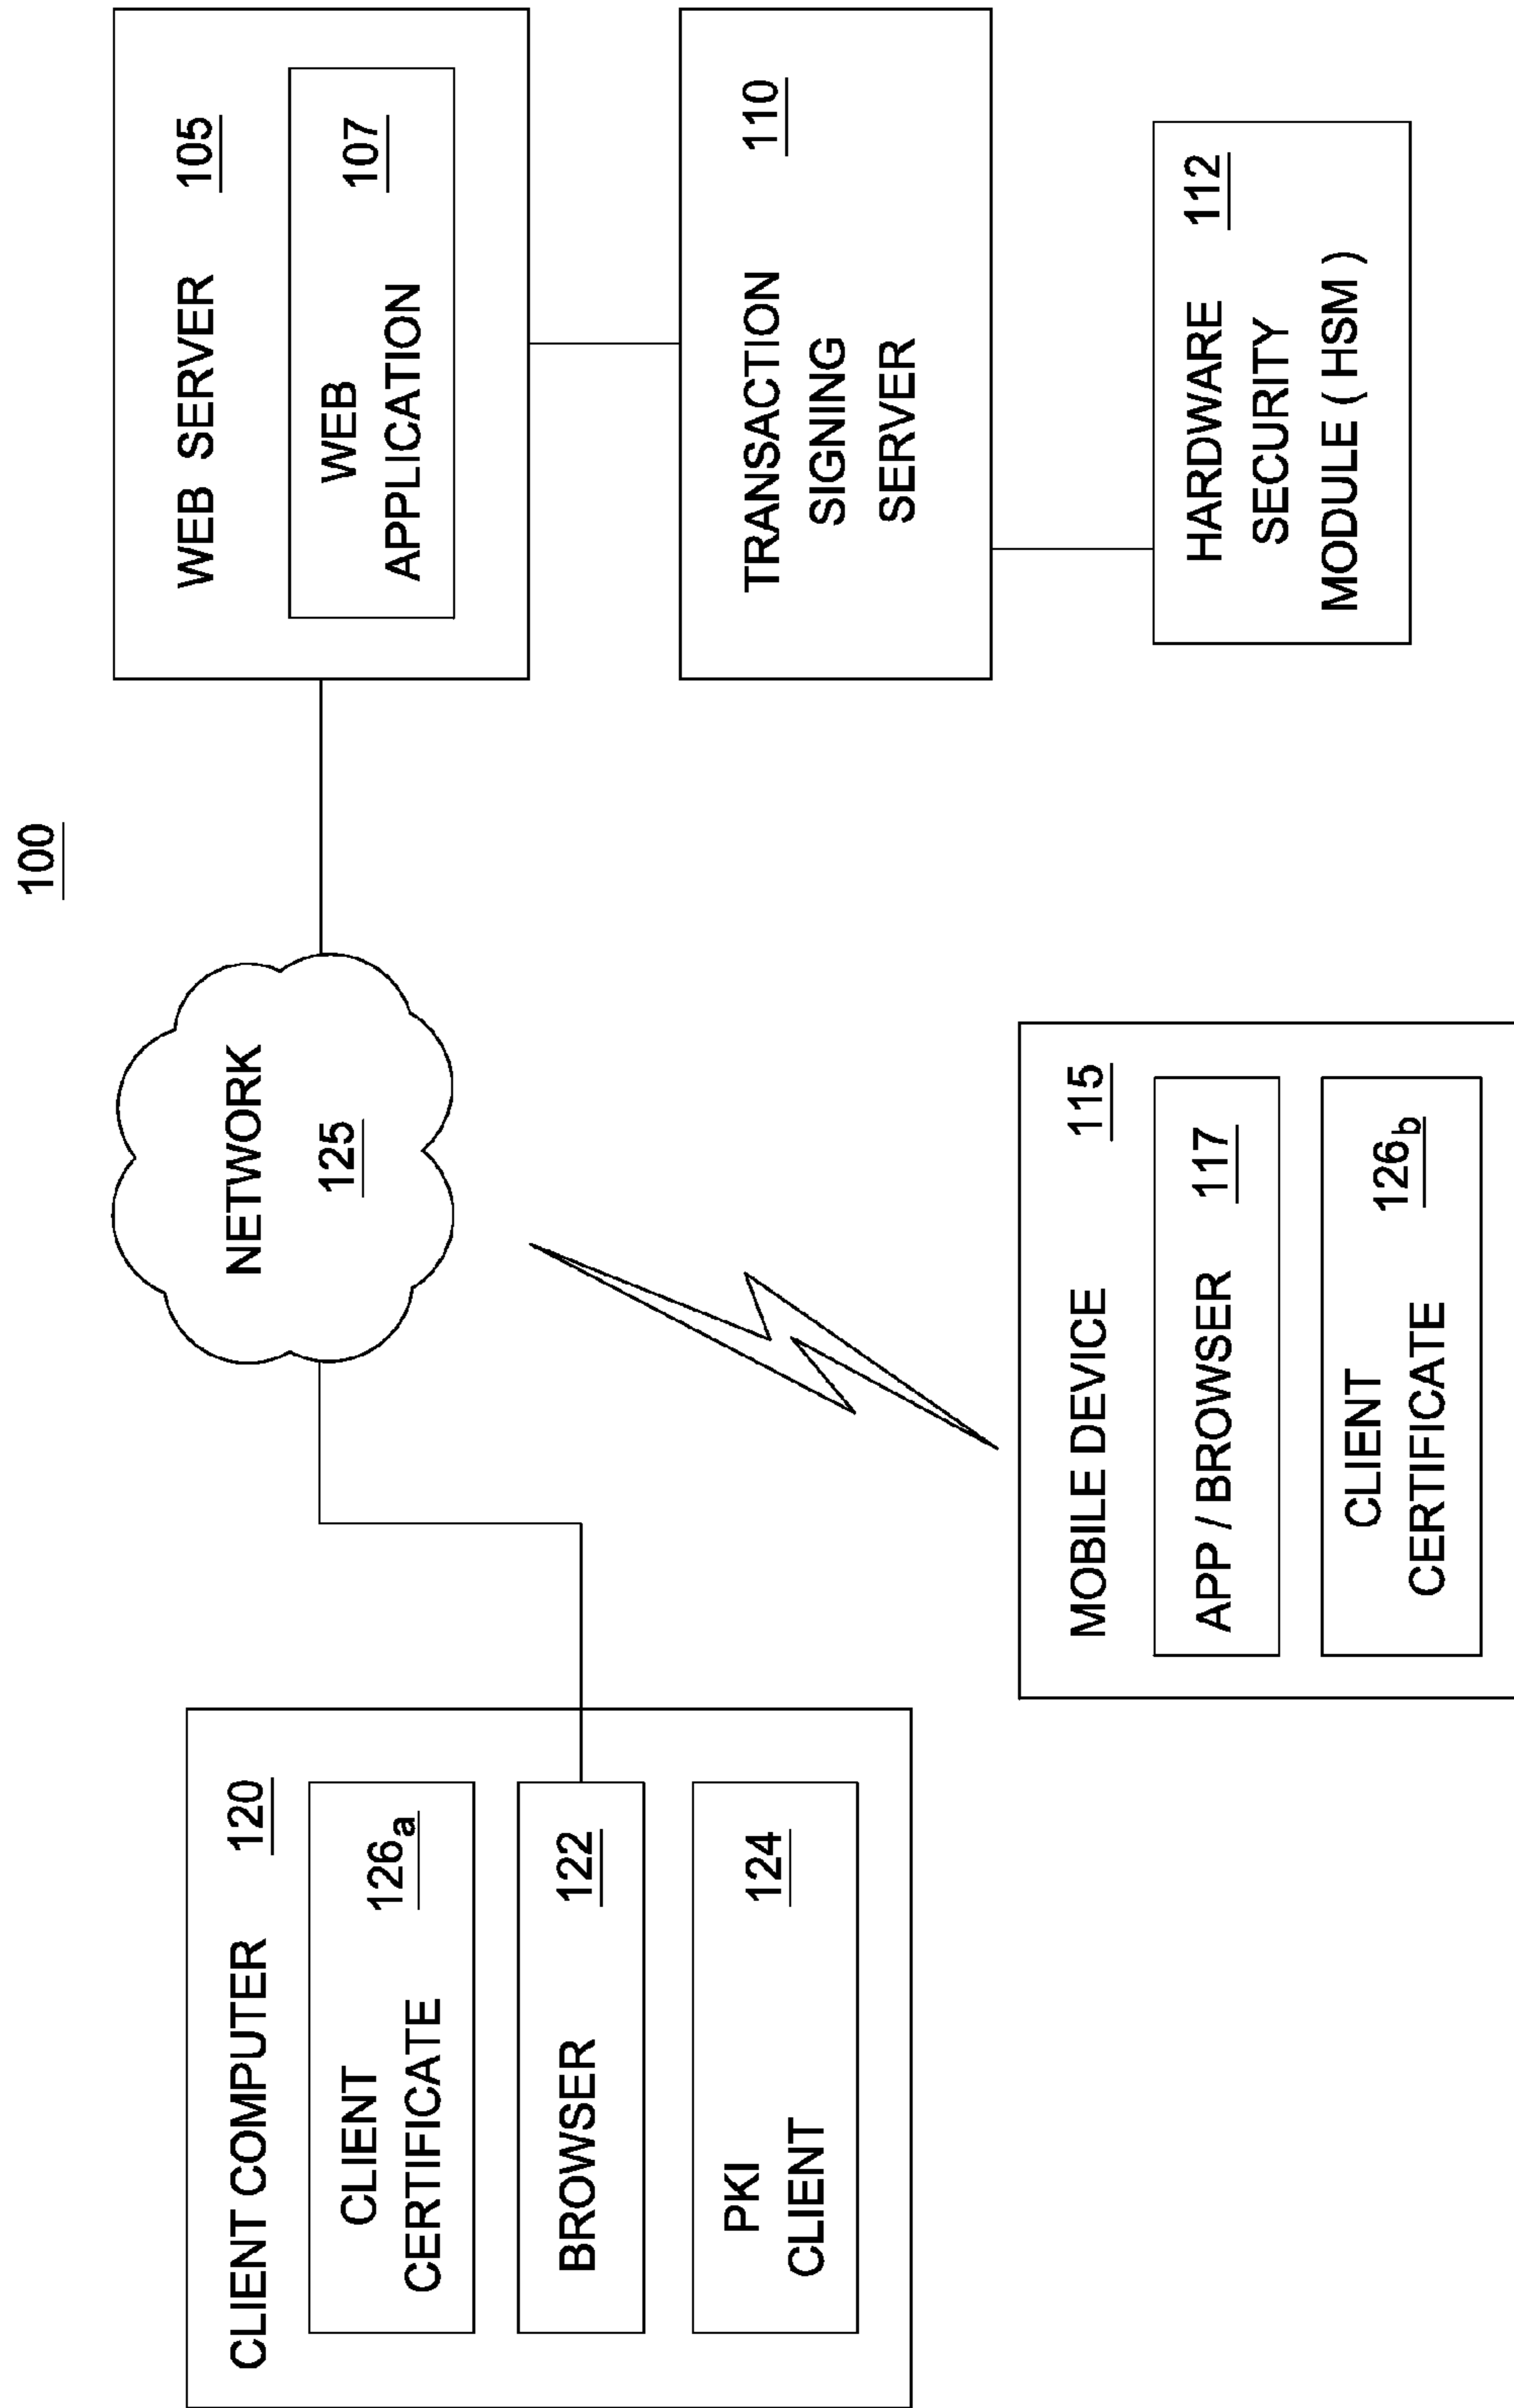 100
CLIENT COMPUTER 120
CLIENT
CERTIFICATE 126a
BROWSER 122
PKI
CLIENT 124
NETWORK
125
WEB SERVER 105
WEB
APPLICATION 107
TRANSACTION
SIGNING
SERVER 110
MOBILE DEVICE 115
APP / BROWSER 117
CLIENT
CERTIFICATE 126b
HARDWARE 112
SECURITY
MODULE ( HSM )